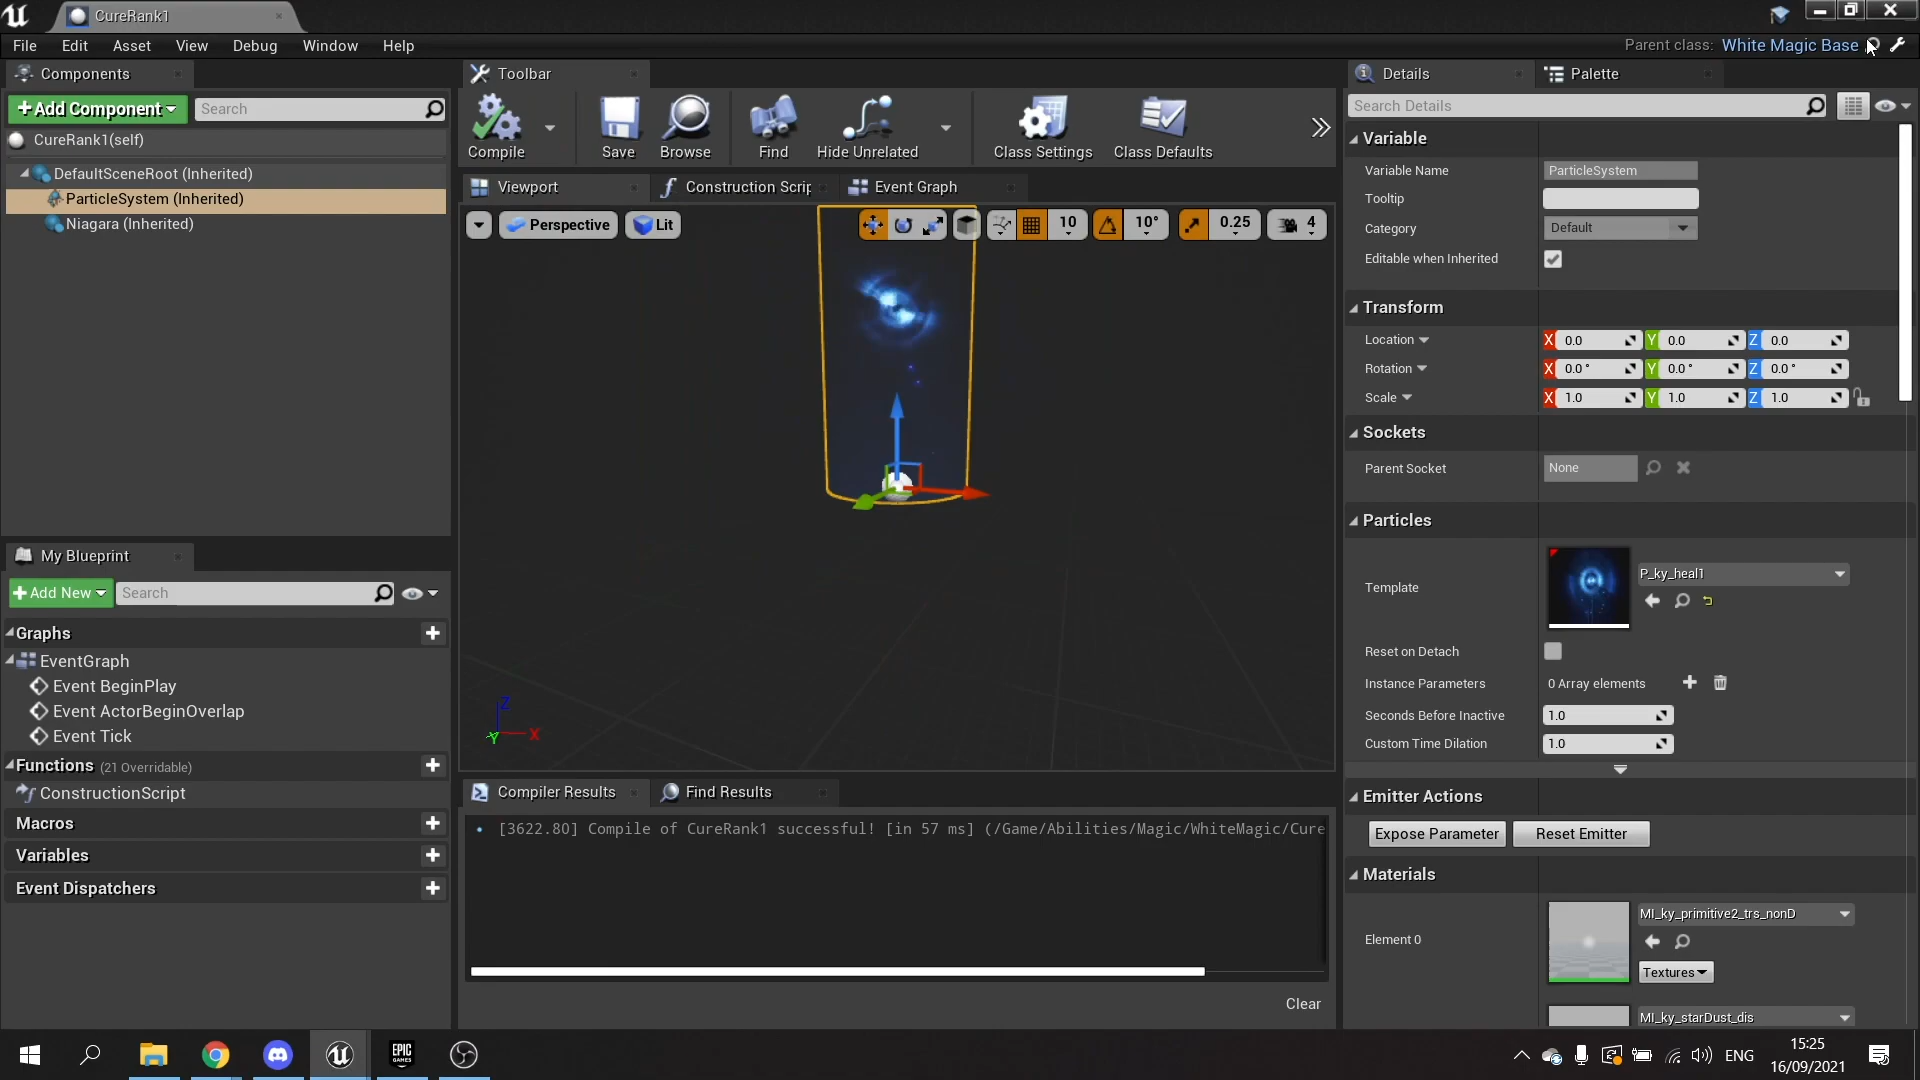 CureRank1
File Edit Asset View Debug Window Help
Parent class: White Magic Base
Components
Add Component
Search
CureRank1(self)
DefaultSceneRoot (Inherited)
ParticleSystem (Inherited)
Niagara (Inherited)
My Blueprint
Add New
Search
Graphs
EventGraph
Event BeginPlay
Event ActorBeginOverlap
Event Tick
Functions (21 Overridable)
ConstructionScript
Macros
Variables
Event Dispatchers
Toolbar
Compile
Save
Browse
Find
Hide Unrelated
Class Settings
Class Defaults
Viewport
Construction Scrip
Event Graph
Perspective
Lit
10
10°
0.25
4
Z
X
Y
Compiler Results
Find Results
[3622.80] Compile of CureRank1 successful! [in 57 ms] (/Game/Abilities/Magic/WhiteMagic/Cure
Clear
Details
Palette
Search Details
Variable
Variable Name ParticleSystem
Tooltip
Category Default
Editable when Inherited
Transform
Location X 0.0 Y 0.0 Z 0.0
Rotation X 0.0 ° Y 0.0 ° Z 0.0 °
Scale X 1.0 Y 1.0 Z 1.0
Sockets
Parent Socket None
Particles
Template P_ky_heal1
Reset on Detach
Instance Parameters 0 Array elements
Seconds Before Inactive 1.0
Custom Time Dilation 1.0
Emitter Actions
Expose Parameter Reset Emitter
Materials
Element 0 MI_ky_primitive2_trs_nonD
Textures
MI_ky_starDust_dis
EPIC GAMES
ENG
15:25
16/09/2021